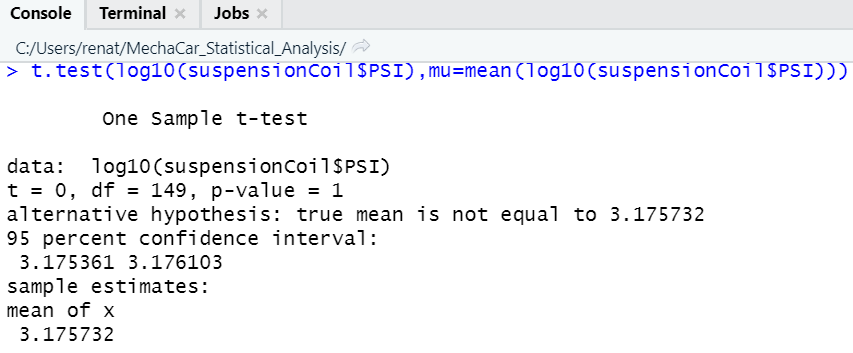 Console Terminal Jobs
C:/Users/renat/MechaCar_Statistical_Analysis/
> t.test(log10(suspensionCoil$PSI),mu=mean(log10(suspensionCoil$PSI)))
One Sample t-test
data:  log10(suspensionCoil$PSI)
t = 0, df = 149, p-value = 1
alternative hypothesis: true mean is not equal to 3.175732
95 percent confidence interval:
3.175361 3.176103
sample estimates:
mean of x
3.175732